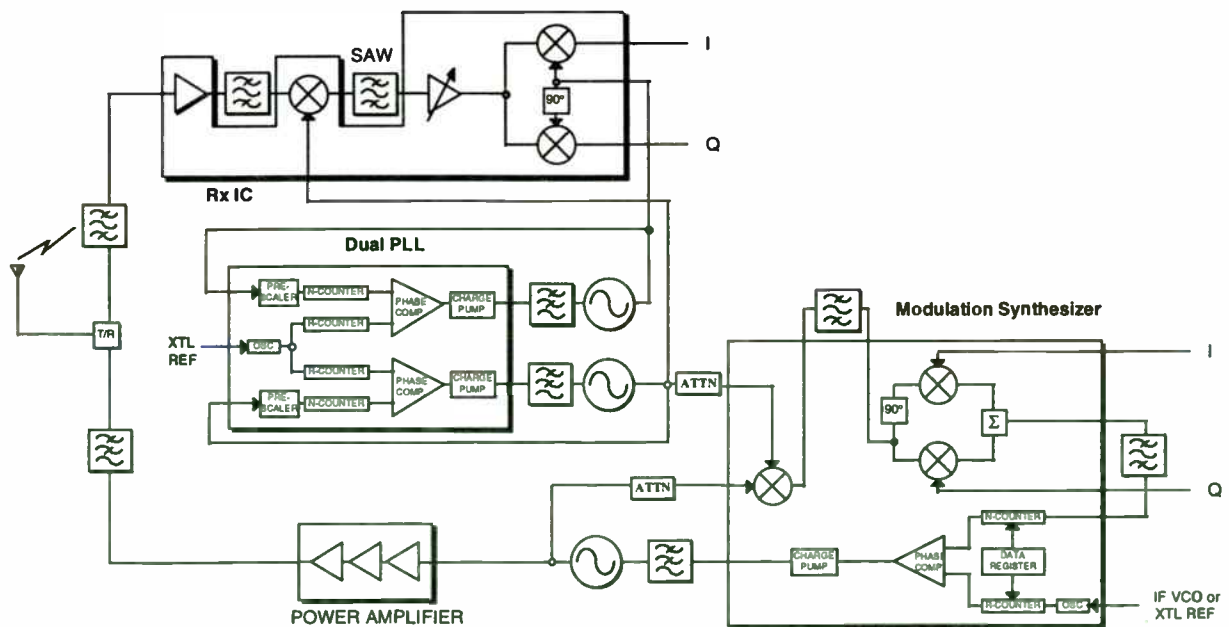 SAW
I
90°
Q
Rx IC
Dual PLL
PRE-
SCALER
N-COUNTER
PHASE
COMP
CHARGE
PUMP
R-COUNTER
XTL
REF
OSC
R-COUNTER
PHASE
COMP
CHARGE
PUMP
PRE-
SCALER
N-COUNTER
T/R
ATTN
Modulation Synthesizer
I
90°
Σ
Q
ATTN
N-COUNTER
CHARGE
PUMP
PHASE
COMP
DATA
REGISTER
R-COUNTER
OSC
IF VCO or
XTL REF
POWER AMPLIFIER